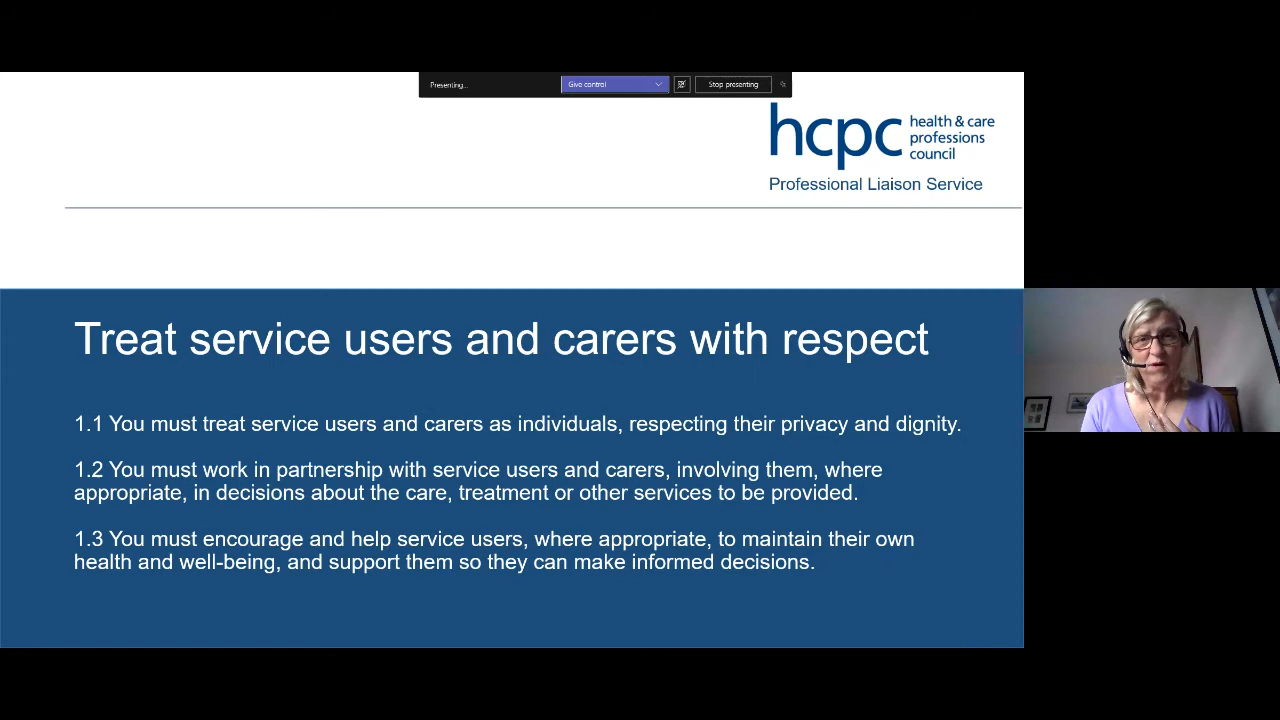 Presenting...
Give control
Stop presenting
hcpc
health & care
professions
council
Professional Liaison Service
Treat service users and carers with respect
1.1 You must treat service users and carers as individuals, respecting their privacy and dignity.
1.2 You must work in partnership with service users and carers, involving them, where
appropriate, in decisions about the care, treatment or other services to be provided.
1.3 You must encourage and help service users, where appropriate, to maintain their own
health and well-being, and support them so they can make informed decisions.